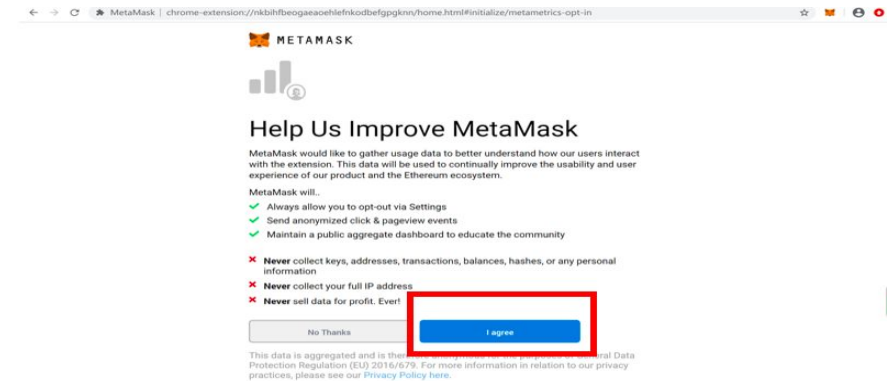 MetaMask | chrome-extension://nkbihfbeogaeaoehlefnkodbefgpgknn/home.html#initialize/metametrics-opt-in
METAMASK
Help Us Improve MetaMask
MetaMask would like to gather usage data to better understand how our users interact
with the extension. This data will be used to continually improve the usability and user
experience of our product and the Ethereum ecosystem.
MetaMask will..
Always allow you to opt-out via Settings
Send anonymized click & pageview events
Maintain a public aggregate dashboard to educate the community
Never collect keys, addresses, transactions, balances, hashes, or any personal
information
Never collect your full IP address
Never sell data for profit. Ever!
No Thanks
I agree
This data is aggregated and is General Data
Protection Regulation (EU) 2016/679. For more information in relation to our privacy
practices, please see our Privacy Policy here.